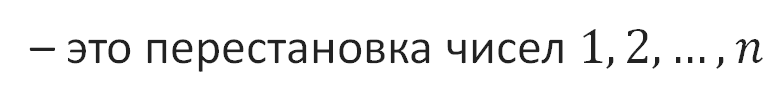 – это перестановка чисел 1, 2, ... , n